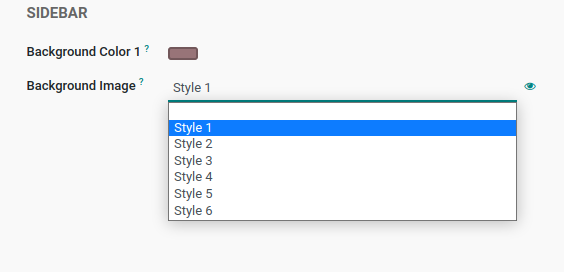 SIDEBAR
Background Color 1 ?
Background Image ? Style 1
Style 1
Style 2
Style 3
Style 4
Style 5
Style 6